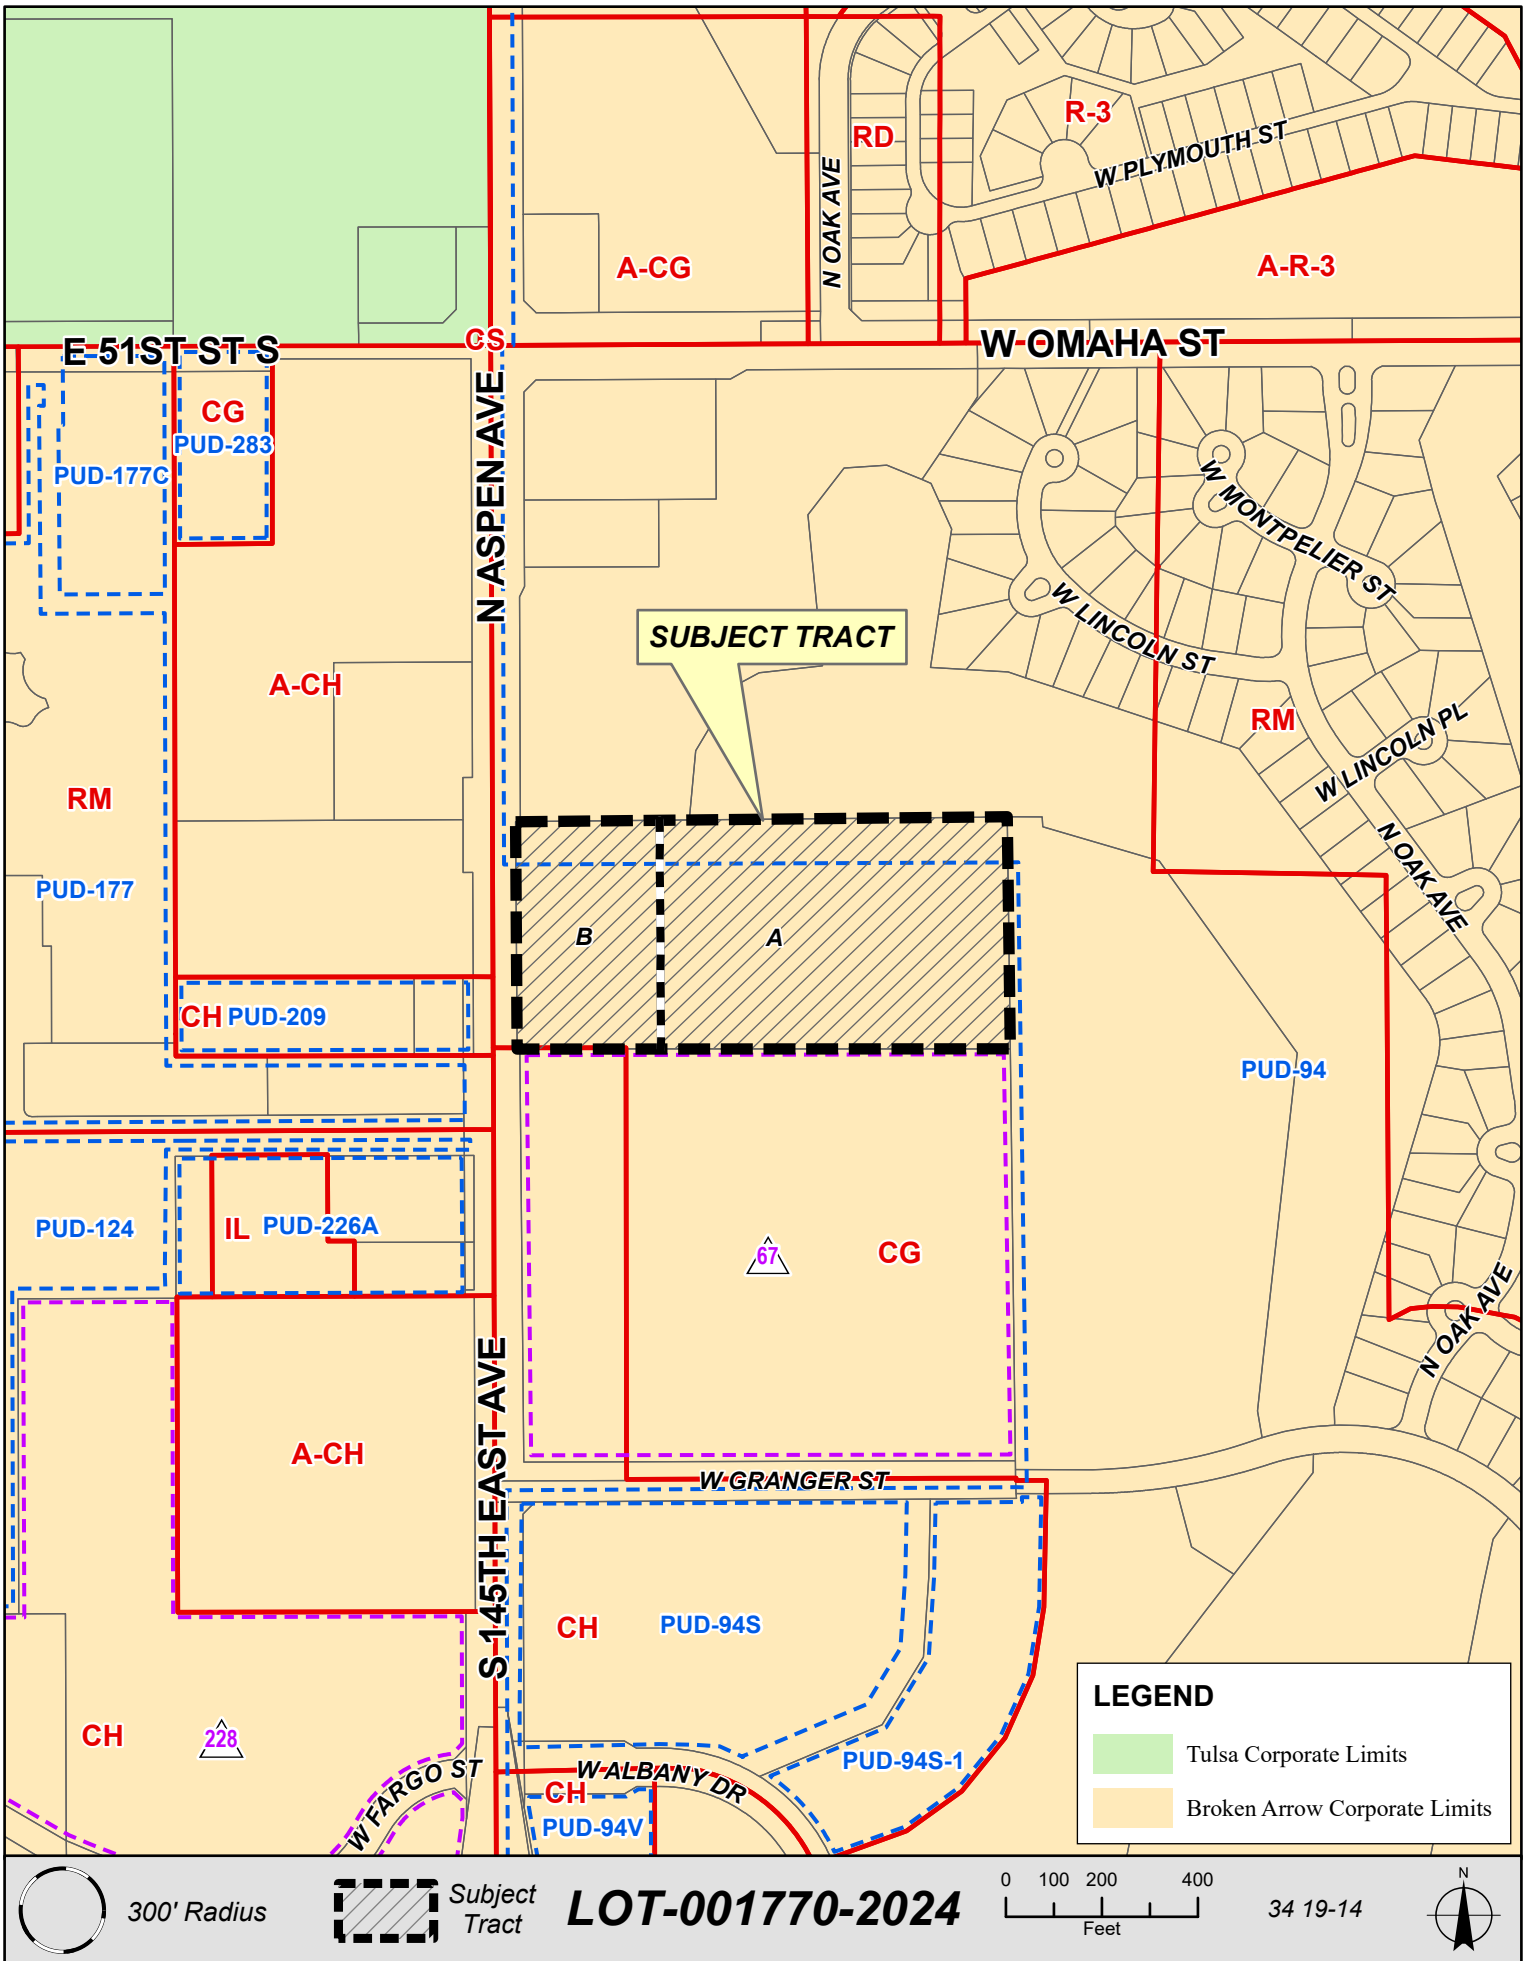 R-3
RD
W PLYMOUTH ST
N OAK AVE
A-CG
A-R-3
CS
E 51ST ST S
W OMAHA ST
CG
PUD-283
PUD-177C
N ASPEN AVE
W MONTPELIER ST
W LINCOLN ST
SUBJECT TRACT
A-CH
RM
W LINCOLN PL
RM
N OAK AVE
PUD-177
B
A
CH
PUD-209
PUD-94
PUD-124
IL
PUD-226A
67
CG
N OAK AVE
A-CH
S 145TH EAST AVE
W GRANGER ST
CH
PUD-94S
CH
228
W FARGO ST
W ALBANY DR
CH
PUD-94V
PUD-94S-1
LEGEND
Tulsa Corporate Limits
Broken Arrow Corporate Limits
300' Radius
Subject
Tract
LOT-001770-2024
0 100 200 400
Feet
34 19-14
N